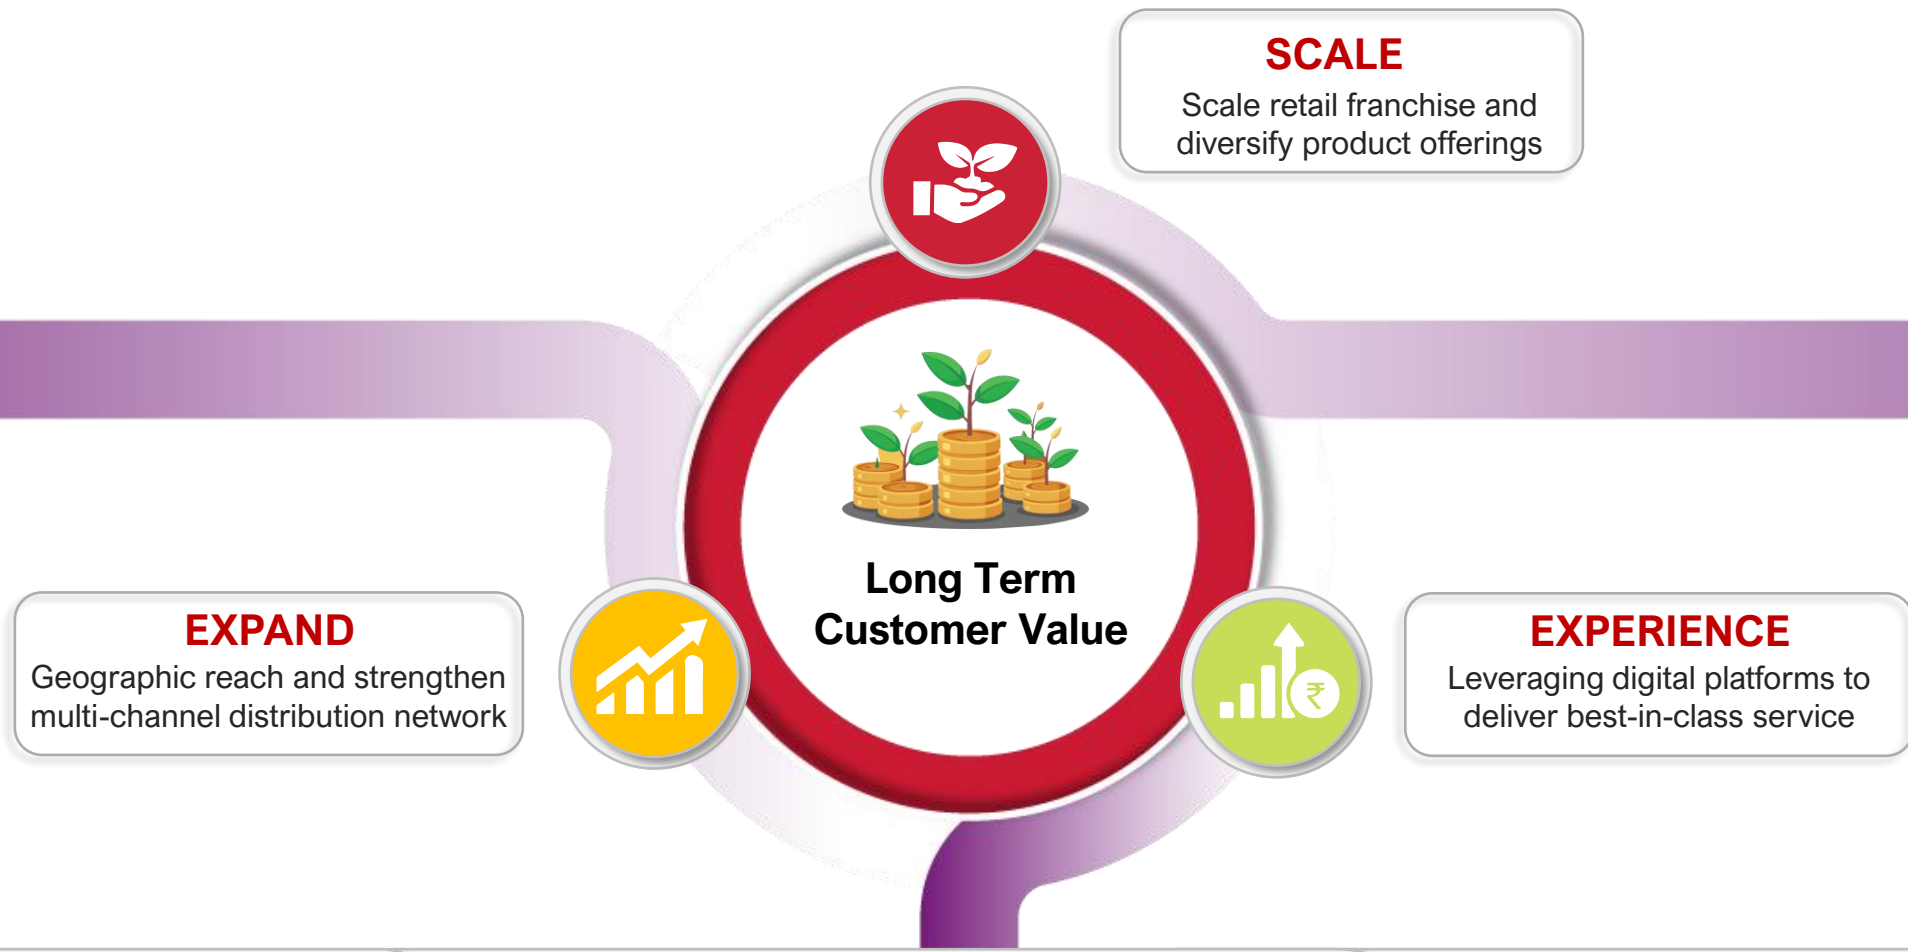 SCALE
Scale retail franchise and
diversify product offerings
Long Term
Customer Value
EXPAND
Geographic reach and strengthen
multi-channel distribution network
₹
EXPERIENCE
Leveraging digital platforms to
deliver best-in-class service